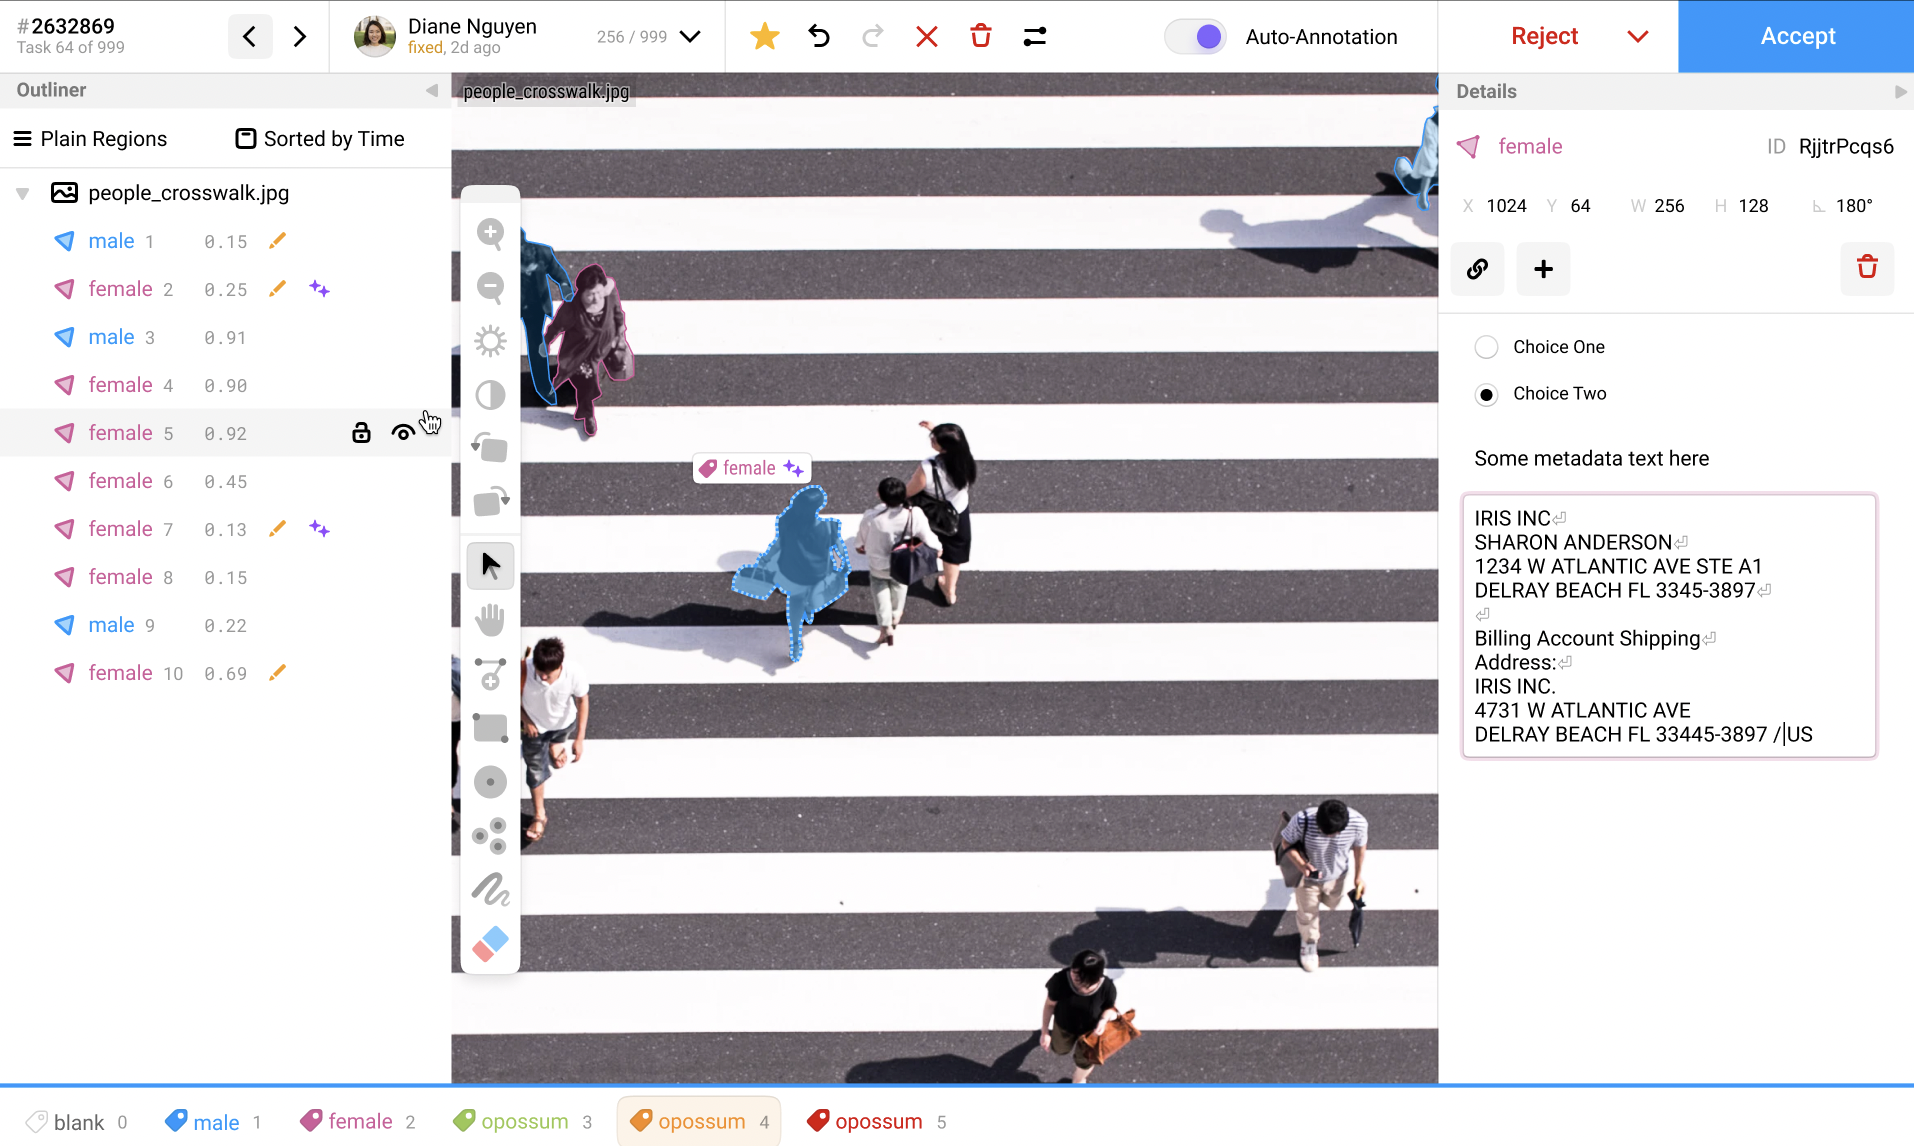 #2632869
Task 64 of 999
Diane Nguyen
fixed, 2d ago
256 / 999
Auto-Annotation
Reject
Accept
Outliner
Plain Regions
Sorted by Time
people_crosswalk.jpg
male 1 0.15
female 2 0.25
male 3 0.91
female 4 0.90
female 5 0.92
female 6 0.45
female 7 0.13
female 8 0.15
male 9 0.22
female 10 0.69
people_crosswalk.jpg
female
Details
female
ID RjjtrPcqs6
X 1024 Y 64 W 256 H 128 180°
Choice One
Choice Two
Some metadata text here
IRIS INC⏎
SHARON ANDERSON⏎
1234 W ATLANTIC AVE STE A1
DELRAY BEACH FL 3345-3897⏎
⏎
Billing Account Shipping⏎
Address:⏎
IRIS INC.
4731 W ATLANTIC AVE
DELRAY BEACH FL 33445-3897 /US
blank 0
male 1
female 2
opossum 3
opossum 4
opossum 5